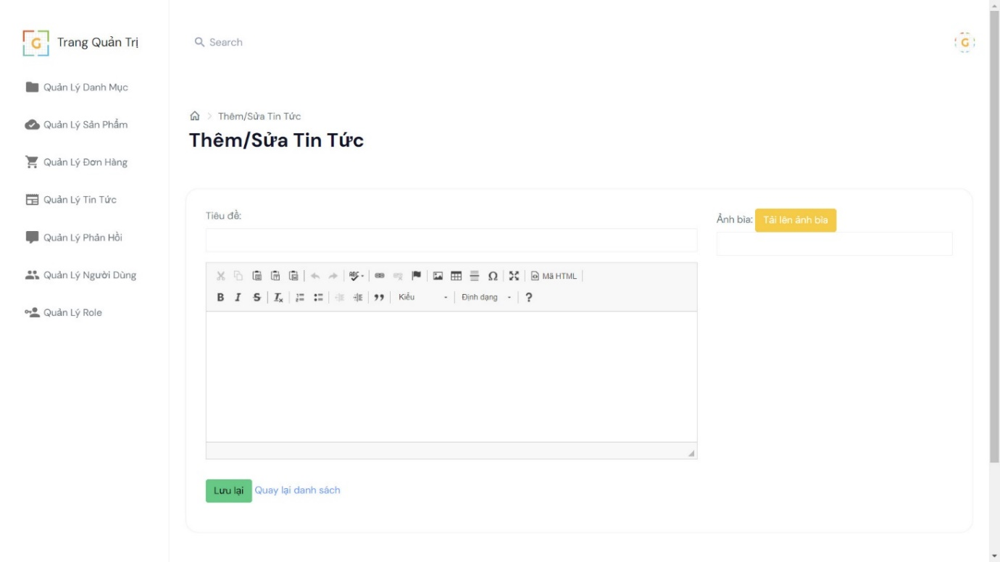 G Trang Quản Trị
Search
G
Quản Lý Danh Mục
Quản Lý Sản Phẩm
Quản Lý Đơn Hàng
Quản Lý Tin Tức
Quản Lý Phản Hồi
Quản Lý Người Dùng
Quản Lý Role
Thêm/Sửa Tin Tức
Thêm/Sửa Tin Tức
Tiêu đề:
Ảnh bìa: Tải lên ảnh bìa
ABC Ω Mã HTML
B I S Ix Kiểu Định dạng ?
Lưu lại Quay lại danh sách